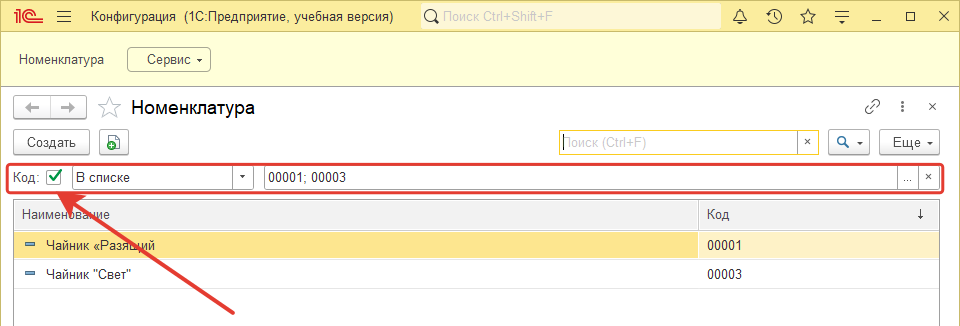 1С Конфигурация (1С:Предприятие, учебная версия) Поиск Ctrl+Shift+F
Номенклатура Сервис
Номенклатура
Создать Поиск (Ctrl+F) × Еще
Код: В списке 00001; 00003 ... ×
Наименование Код ↓
Чайник «Разящий 00001
Чайник "Свет" 00003